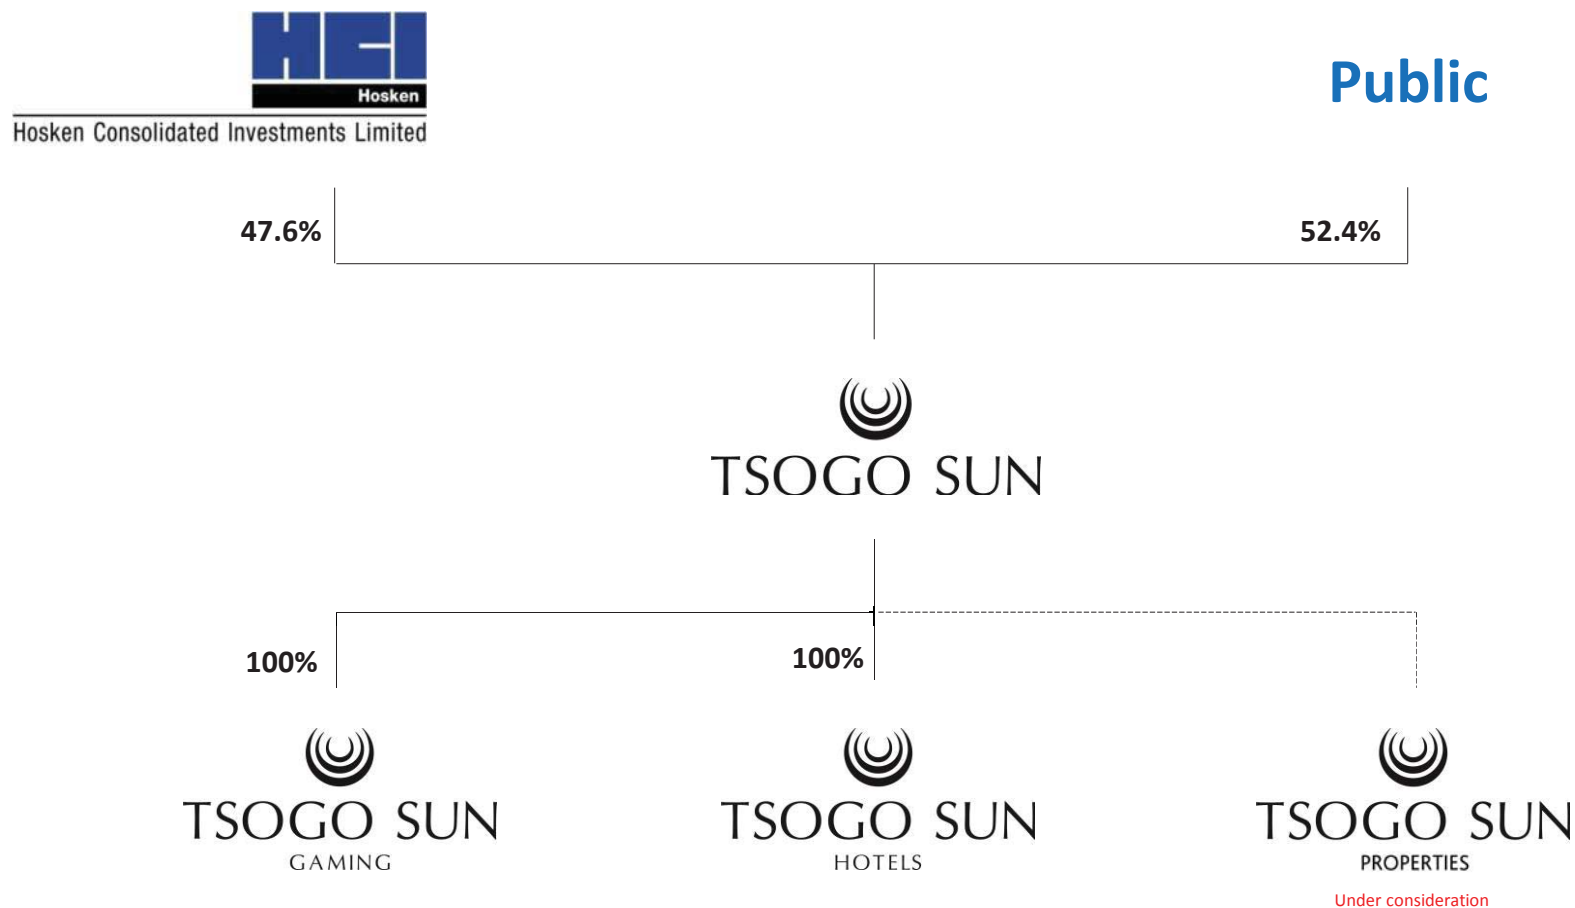 HCI
Hosken
Hosken Consolidated Investments Limited
Public
47.6%
52.4%
TSOGO SUN
100%
100%
TSOGO SUN
GAMING
TSOGO SUN
HOTELS
TSOGO SUN
PROPERTIES
Under consideration